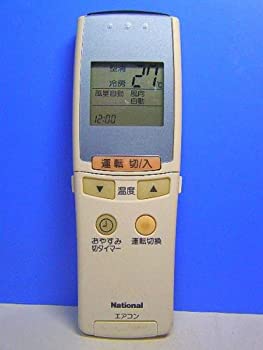 冷房
27℃
風量自動 風向
自動
12:00
運転 切/入
▼ 温度 ▲
おやすみ
切タイマー
運転切換
National
エアコン